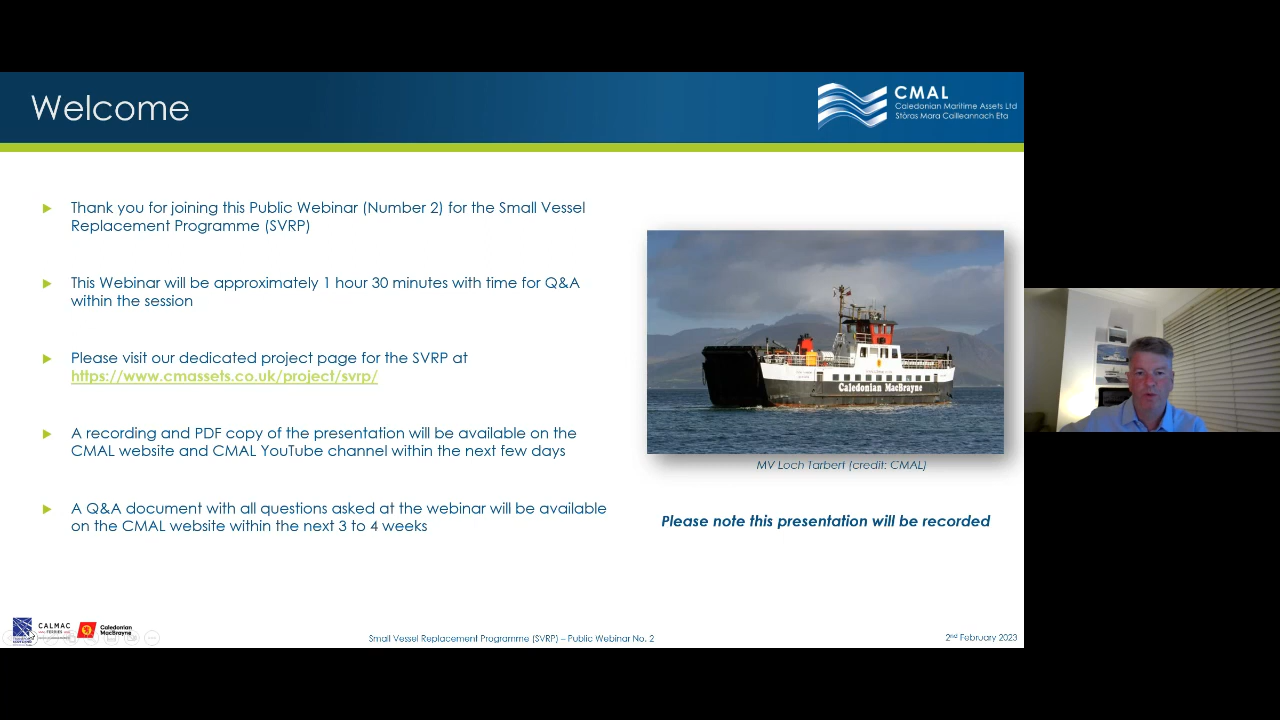 Welcome
CMAL
Caledonian Maritime Assets Ltd
Stòras Mara Cailleannach Eta
Thank you for joining this Public Webinar (Number 2) for the Small Vessel
Replacement Programme (SVRP)
This Webinar will be approximately 1 hour 30 minutes with time for Q&A
within the session
Please visit our dedicated project page for the SVRP at
https://www.cmassets.co.uk/project/svrp/
A recording and PDF copy of the presentation will be available on the
CMAL website and CMAL YouTube channel within the next few days
A Q&A document with all questions asked at the webinar will be available
on the CMAL website within the next 3 to 4 weeks
Caledonian MacBrayne
MV Loch Tarbert (credit: CMAL)
Please note this presentation will be recorded
CALMAC
FERRIES
Caledonian
MacBrayne
Small Vessel Replacement Programme (SVRP) – Public Webinar No. 2
2nd February 2023